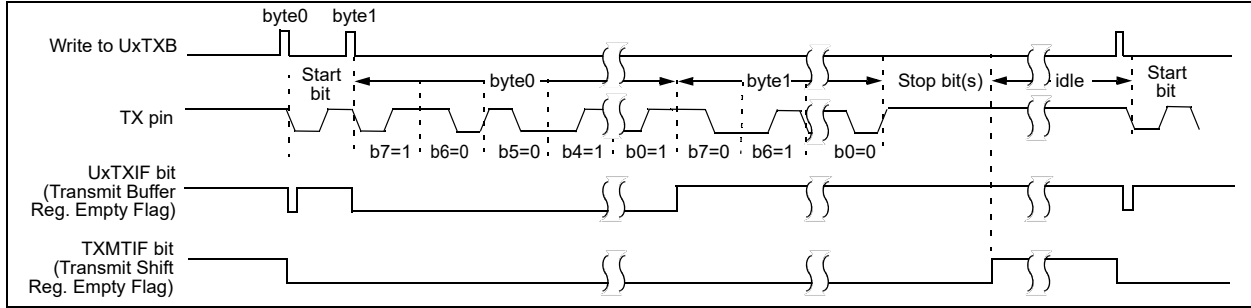 byte0 byte1
Write to UxTXB
Start
bit
byte0
byte1
Stop bit(s)
idle
Start
bit
TX pin
b7=1 b6=0 b5=0 b4=1 b0=1 b7=0 b6=1 b0=0
UxTXIF bit
(Transmit Buffer
Reg. Empty Flag)
TXMTIF bit
(Transmit Shift
Reg. Empty Flag)